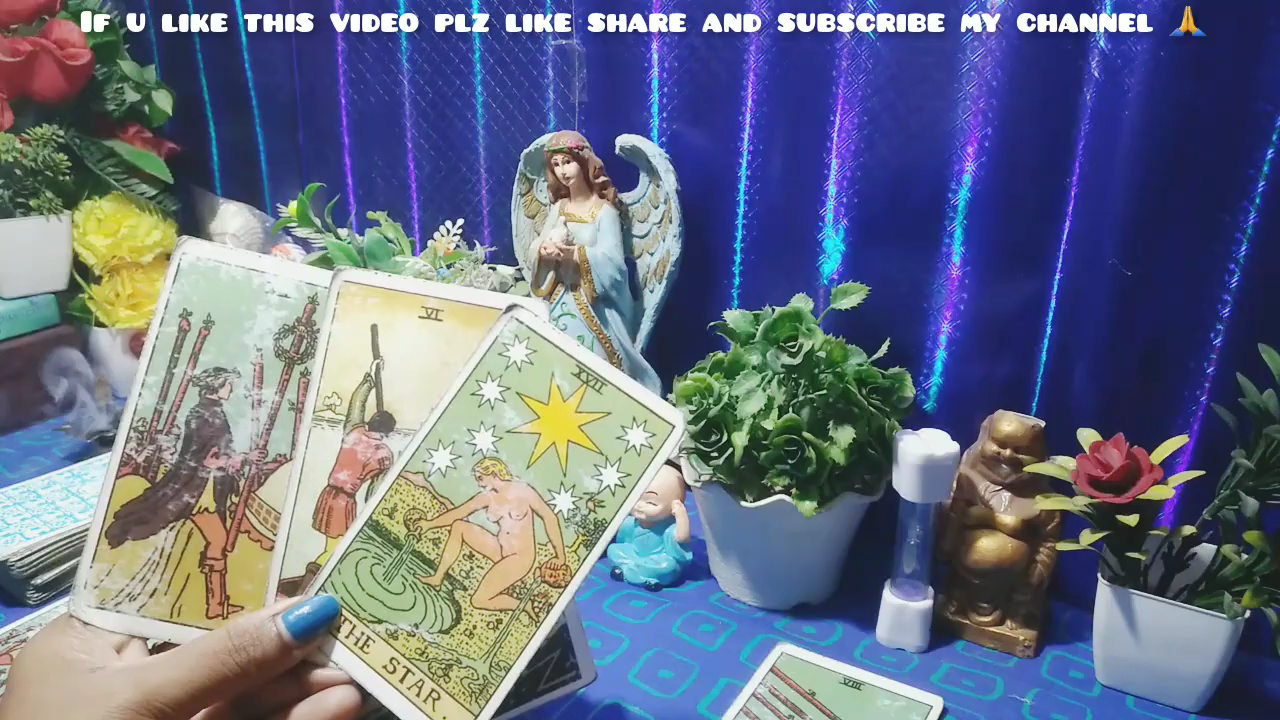 If u like this video plz like share and subscribe my channel 🙏
VI
XVII
THE STAR.
VIII